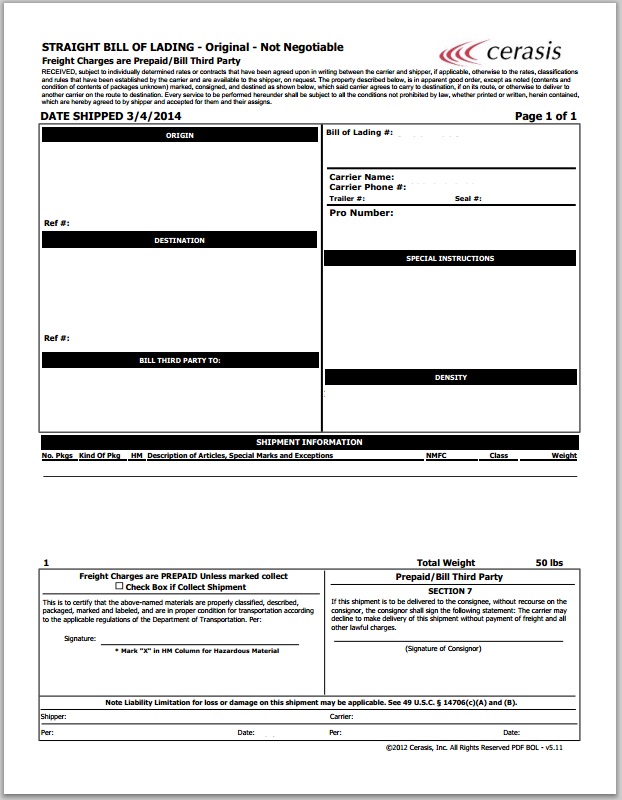 STRAIGHT BILL OF LADING - Original - Not Negotiable
cerasis
Freight Charges are Prepaid/Bill Third Party
RECEIVED, subject to individually determined rates or contracts that have been agreed upon in writing between the carrier and shipper, if applicable, otherwise to the rates, classifications
and rules that have been established by the carrier and are available to the shipper, on request. The property described below, is in apparent good order, except as noted (contents and
condition of contents of packages unknown) marked, consigned, and destined as shown below, which said carrier agrees to carry to destination, if on its route, or otherwise to deliver to
another carrier on the route to destination. Every service to be performed hereunder shall be subject to all the conditions not prohibited by law, whether printed or written, herein contained,
which are hereby agreed to by shipper and accepted for them and their assigns.
DATE SHIPPED 3/4/2014
Page 1 of 1
ORIGIN
Ref #:
DESTINATION
Ref #:
BILL THIRD PARTY TO:
Bill of Lading #:
Carrier Name:
Carrier Phone #:
Trailer #: Seal #:
Pro Number:
SPECIAL INSTRUCTIONS
DENSITY
SHIPMENT INFORMATION
No. Pkgs Kind Of Pkg HM Description of Articles, Special Marks and Exceptions NMFC Class Weight
1 Total Weight 50 lbs
Freight Charges are PREPAID Unless marked collect
Check Box if Collect Shipment
This is to certify that the above-named materials are properly classified, described,
packaged, marked and labeled, and are in proper condition for transportation according
to the applicable regulations of the Department of Transportation. Per:
Signature:
* Mark "X" in HM Column for Hazardous Material
Prepaid/Bill Third Party
SECTION 7
If this shipment is to be delivered to the consignee, without recourse on the
consignor, the consignor shall sign the following statement: The carrier may
decline to make delivery of this shipment without payment of freight and all
other lawful charges.
(Signature of Consignor)
Note Liability Limitation for loss or damage on this shipment may be applicable. See 49 U.S.C. § 14706(c)(A) and (B).
Shipper: Carrier:
Per: Date: Per: Date:
©2012 Cerasis, Inc. All Rights Reserved PDF BOL - v5.11